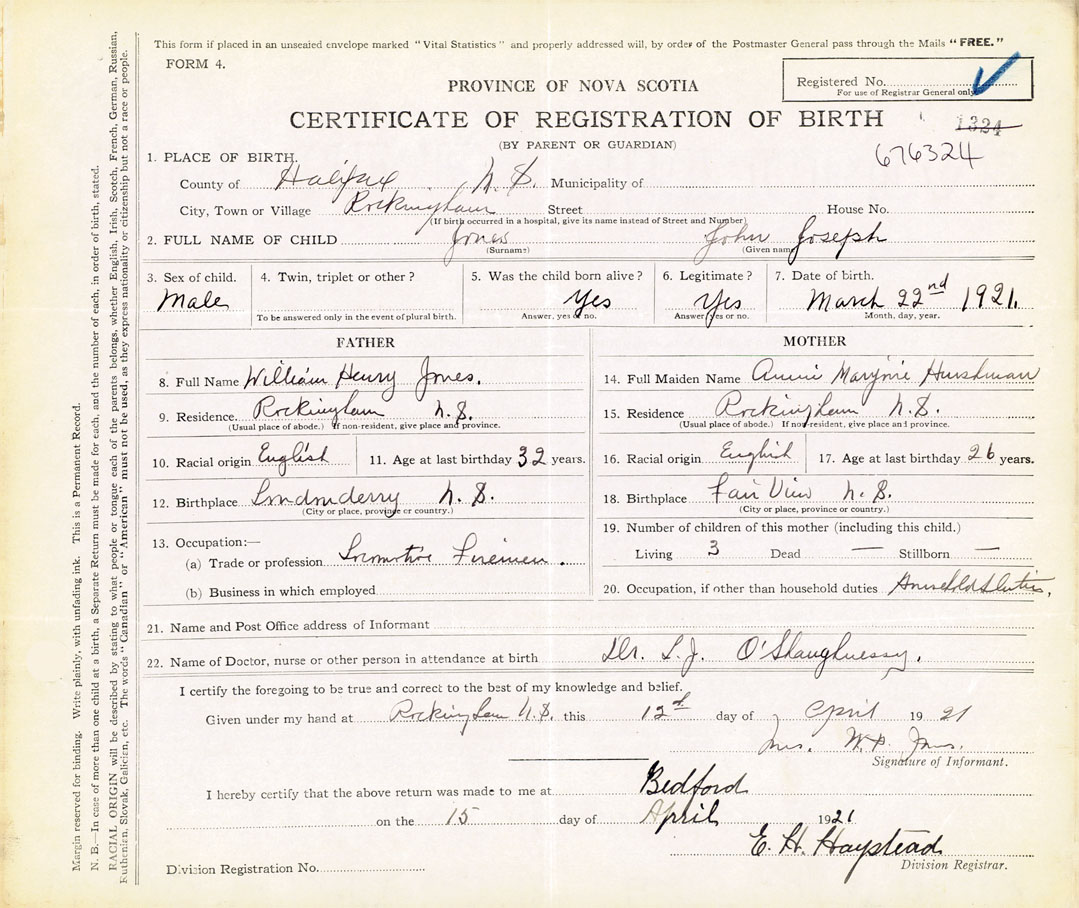 This form if placed in an unsealed envelope marked "Vital Statistics" and properly addressed will, by order of the Postmaster General pass through the Mails "FREE."
FORM 4.
Registered No.
For use of Registrar General only
PROVINCE OF NOVA SCOTIA
CERTIFICATE OF REGISTRATION OF BIRTH
1324
(BY PARENT OR GUARDIAN)
676324
1. PLACE OF BIRTH.
County of Halifax N. S. Municipality of
City, Town or Village Rockingham Street House No.
(If birth occurred in a hospital, give its name instead of Street and Number)
2. FULL NAME OF CHILD Jones John Joseph
(Surname) (Given name)
3. Sex of child. 4. Twin, triplet or other? 5. Was the child born alive? 6. Legitimate? 7. Date of birth.
Male Yes Yes March 22nd 1921.
To be answered only in the event of plural birth. Answer, yes or no. Answer yes or no. Month, day, year.
FATHER MOTHER
8. Full Name William Henry Jones. 14. Full Maiden Name Annie Marjorie Hurshman
9. Residence. Rockingham N. S. 15. Residence Rockingham N. S.
(Usual place of abode.) If non-resident, give place and province. (Usual place of abode.) If non-resident, give place and province.
10. Racial origin English 11. Age at last birthday 32 years. 16. Racial origin English 17. Age at last birthday 26 years.
12. Birthplace Londonderry N. S. 18. Birthplace Fair View N. S.
(City or place, province or country.) (City or place, province or country.)
19. Number of children of this mother (including this child.)
13. Occupation:—
Living 3 Dead — Stillborn —
(a) Trade or profession Locomotive Firemen.
(b) Business in which employed 20. Occupation, if other than household duties Household duties,
21. Name and Post Office address of Informant
22. Name of Doctor, nurse or other person in attendance at birth Dr. O'Shaughnessy.
I certify the foregoing to be true and correct to the best of my knowledge and belief.
Given under my hand at Rockingham N. S. this 12 day of April 1921
Mrs. Jones.
Signature of Informant.
I hereby certify that the above return was made to me at Bedford
on the 15 day of April 1921
E. H. Haystead
Division Registration No. Division Registrar.
Margin reserved for binding. Write plainly, with unfading ink. This is a Permanent Record.
N. B.—In case of more than one child at a birth, a Separate Return must be made for each, and the number of each, in order of birth, stated.
RACIAL ORIGIN will be described by stating to what people or tongue each of the parents belongs, whether English, Irish, Scotch, French, German, Russian,
Ruthenian, Slovak, Galician, etc. The words "Canadian" or "American" must not be used, as they express nationality or citizenship but not a race or people.